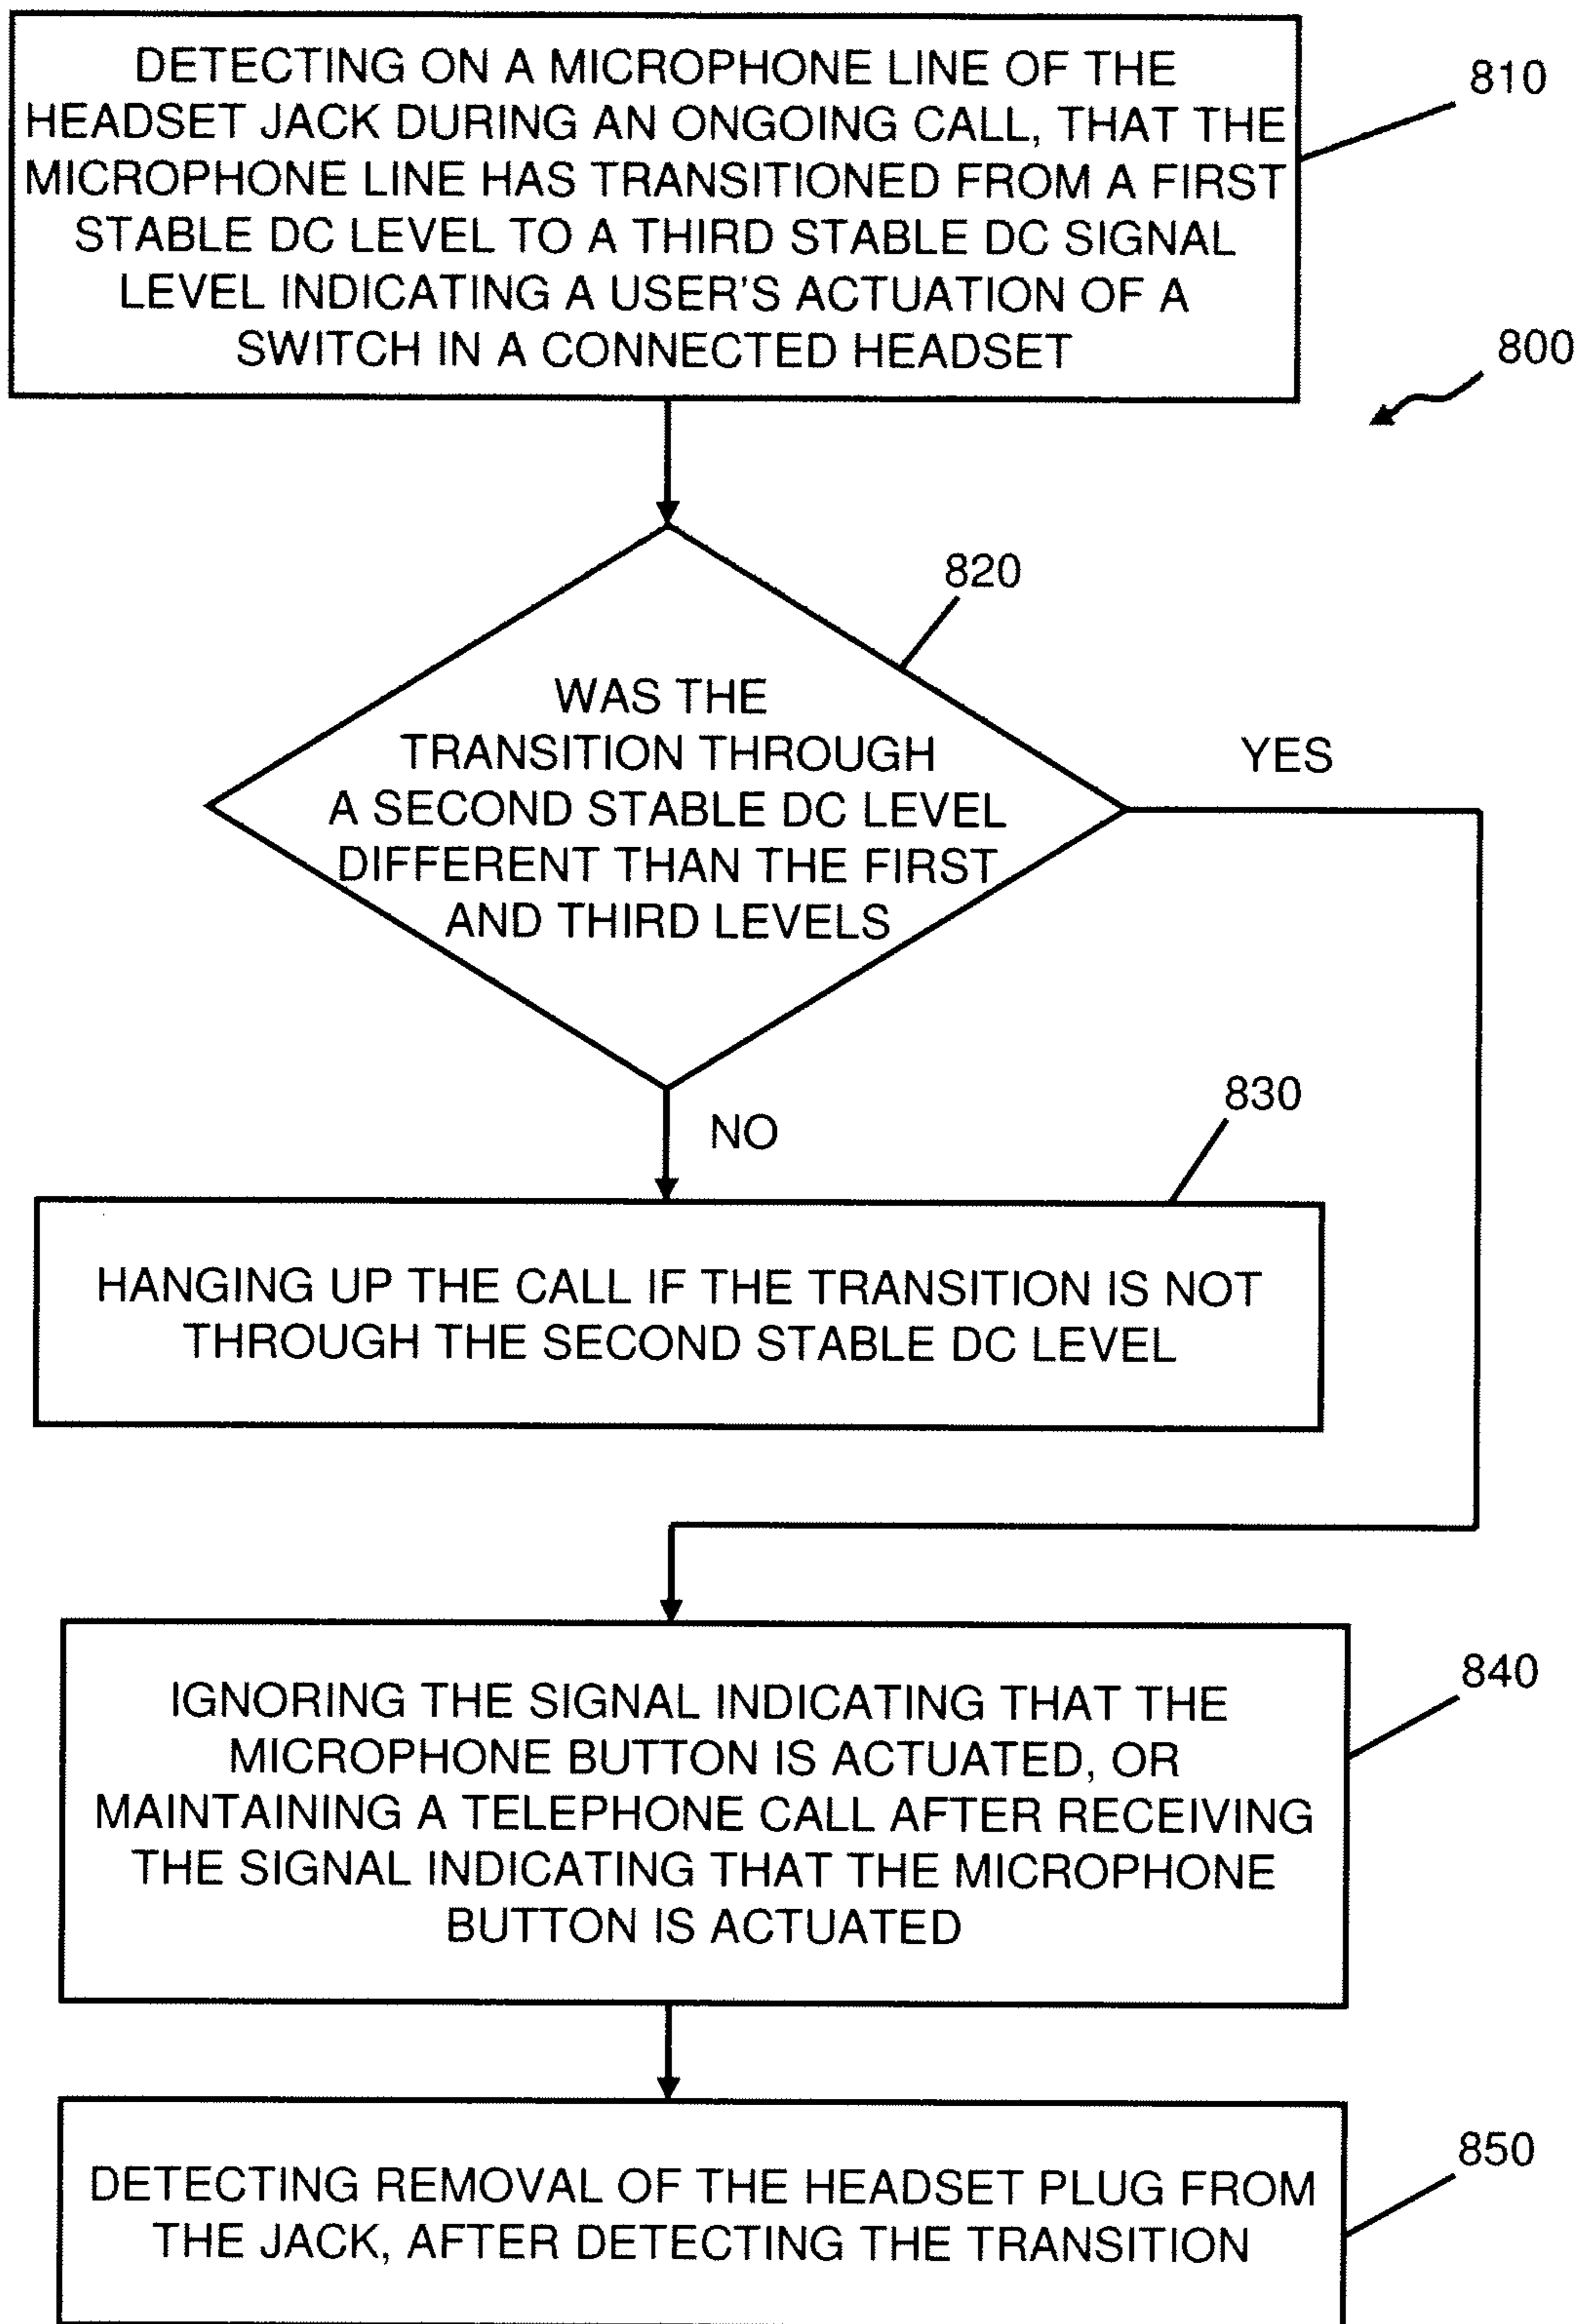 DETECTING ON A MICROPHONE LINE OF THE
HEADSET JACK DURING AN ONGOING CALL, THAT THE
MICROPHONE LINE HAS TRANSITIONED FROM A FIRST
STABLE DC LEVEL TO A THIRD STABLE DC SIGNAL
LEVEL INDICATING A USER'S ACTUATION OF A
SWITCH IN A CONNECTED HEADSET
810
800
820
WAS THE
TRANSITION THROUGH
A SECOND STABLE DC LEVEL
DIFFERENT THAN THE FIRST
AND THIRD LEVELS
YES
NO
830
HANGING UP THE CALL IF THE TRANSITION IS NOT
THROUGH THE SECOND STABLE DC LEVEL
IGNORING THE SIGNAL INDICATING THAT THE
MICROPHONE BUTTON IS ACTUATED, OR
MAINTAINING A TELEPHONE CALL AFTER RECEIVING
THE SIGNAL INDICATING THAT THE MICROPHONE
BUTTON IS ACTUATED
840
DETECTING REMOVAL OF THE HEADSET PLUG FROM
THE JACK, AFTER DETECTING THE TRANSITION
850